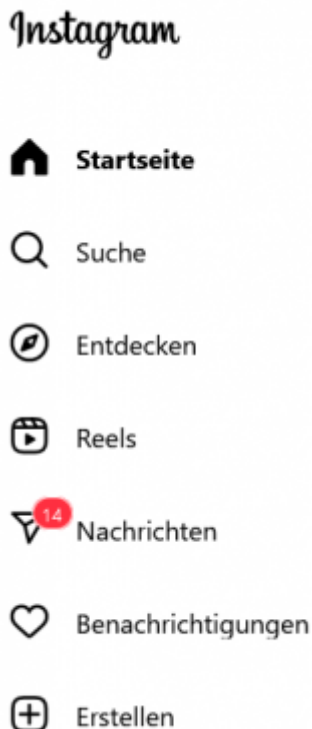 Instagram
Startseite
Suche
Entdecken
Reels
14
Nachrichten
Benachrichtigungen
Erstellen